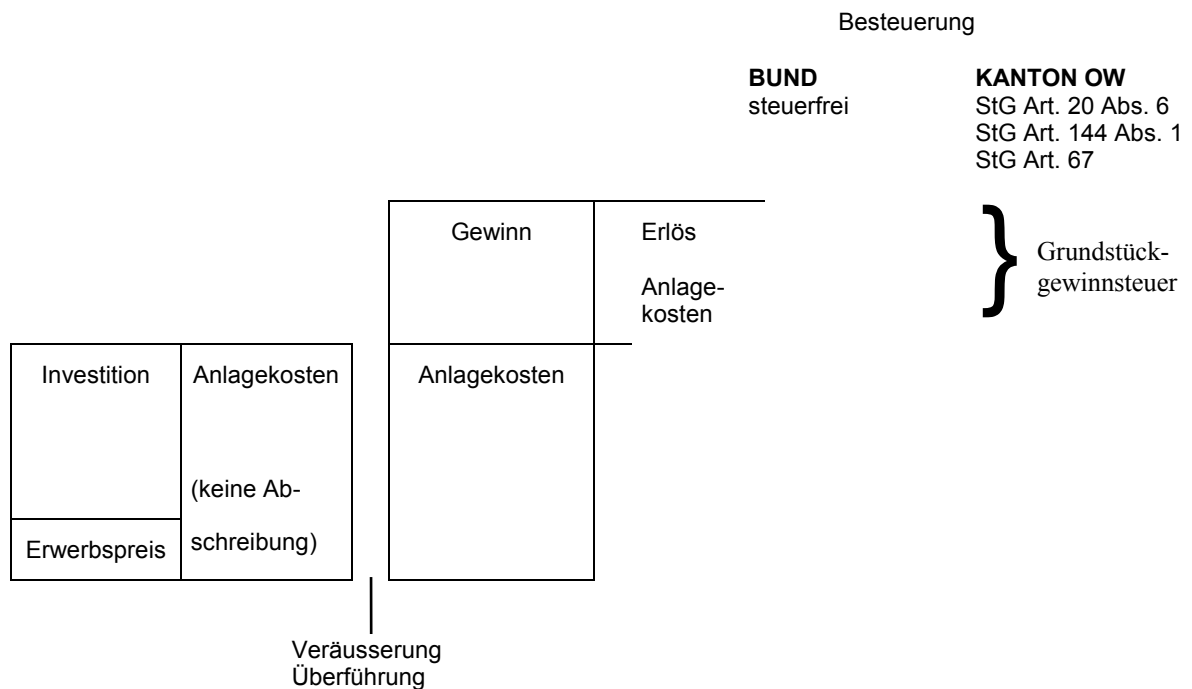 Besteuerung
BUND
steuerfrei
KANTON OW
StG Art. 20 Abs. 6
StG Art. 144 Abs. 1
StG Art. 67
Gewinn
Erlös
Anlage-
kosten
}
Grundstück-
gewinnsteuer
Investition
Erwerbspreis
Anlagekosten
(keine Ab-
schreibung)
Anlagekosten
Veräusserung
Überführung